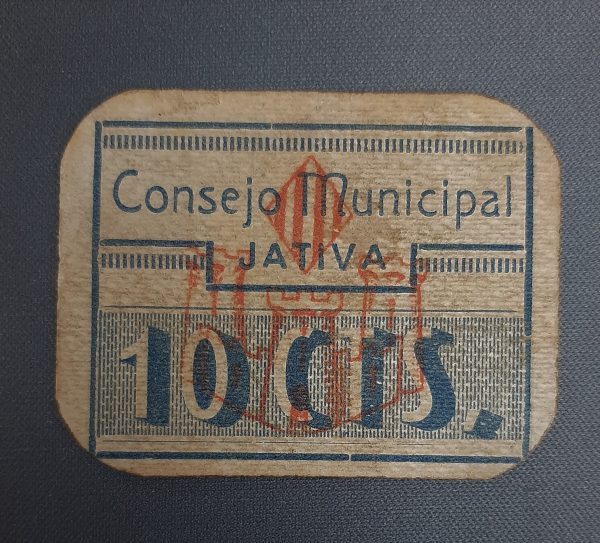 Consejo Municipal
JATIVA
10 CTS.